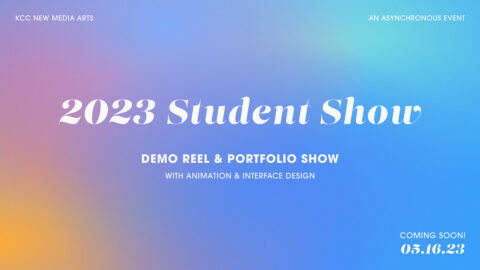 KCC NEW MEDIA ARTS
AN ASYNCHRONOUS EVENT
2023 Student Show
DEMO REEL & PORTFOLIO SHOW
WITH ANIMATION & INTERFACE DESIGN
COMING SOON!
05.16.23